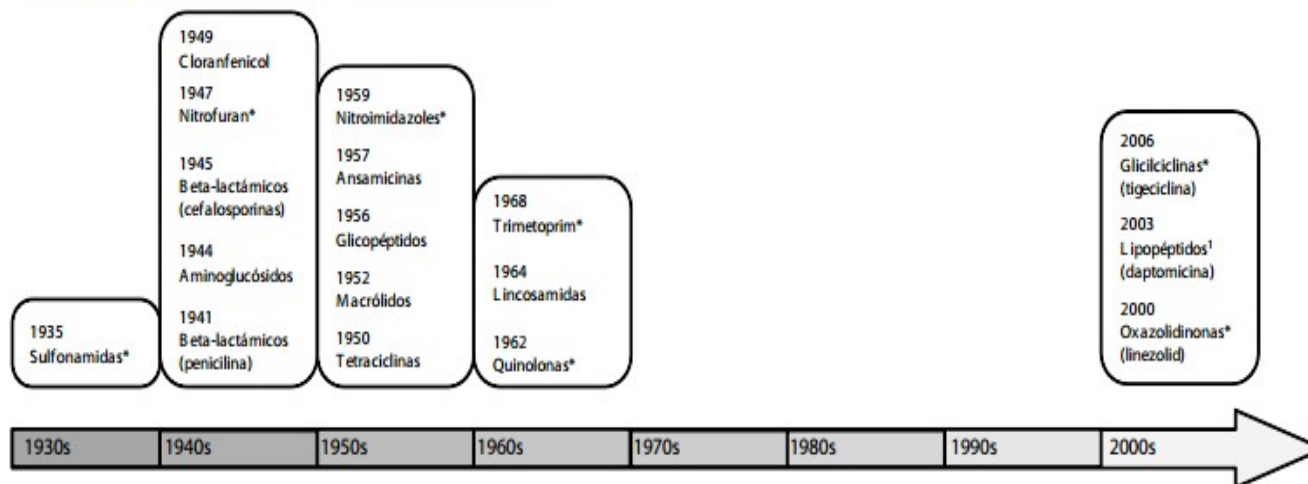 1949
Cloranfenicol
1947
Nitrofuran*
1945
Beta-lactámicos
(cefalosporinas)
1944
Aminoglucósidos
1941
Beta-lactámicos
(penicilina)
1935
Sulfonamidas*
1959
Nitroimidazoles*
1957
Ansamicinas
1956
Glicopéptidos
1952
Macrólidos
1950
Tetraciclinas
1968
Trimetoprim*
1964
Lincosamidas
1962
Quinolonas*
2006
Glicilciclinas*
(tigeciclina)
2003
Lipopéptidos¹
(daptomicina)
2000
Oxazolidinonas*
(linezolid)
1930s
1940s
1950s
1960s
1970s
1980s
1990s
2000s